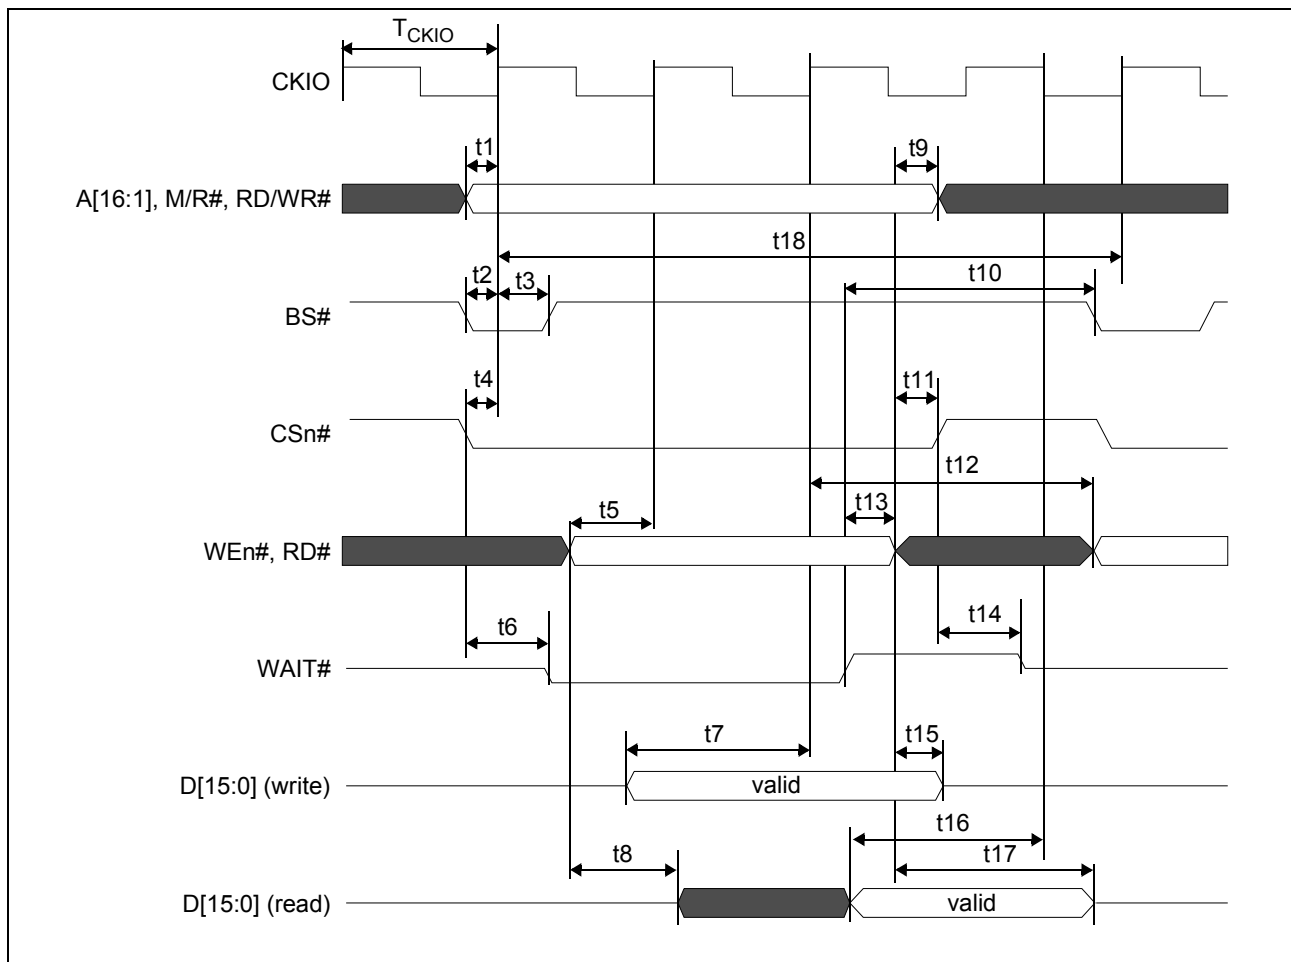 TCKIO
CKIO
t1
t9
A[16:1], M/R#, RD/WR#
t18
t2
t3
t10
BS#
t4
t11
CSn#
t12
t13
t5
WEn#, RD#
t6
t14
WAIT#
t7
t15
D[15:0] (write)
valid
t16
t8
t17
D[15:0] (read)
valid